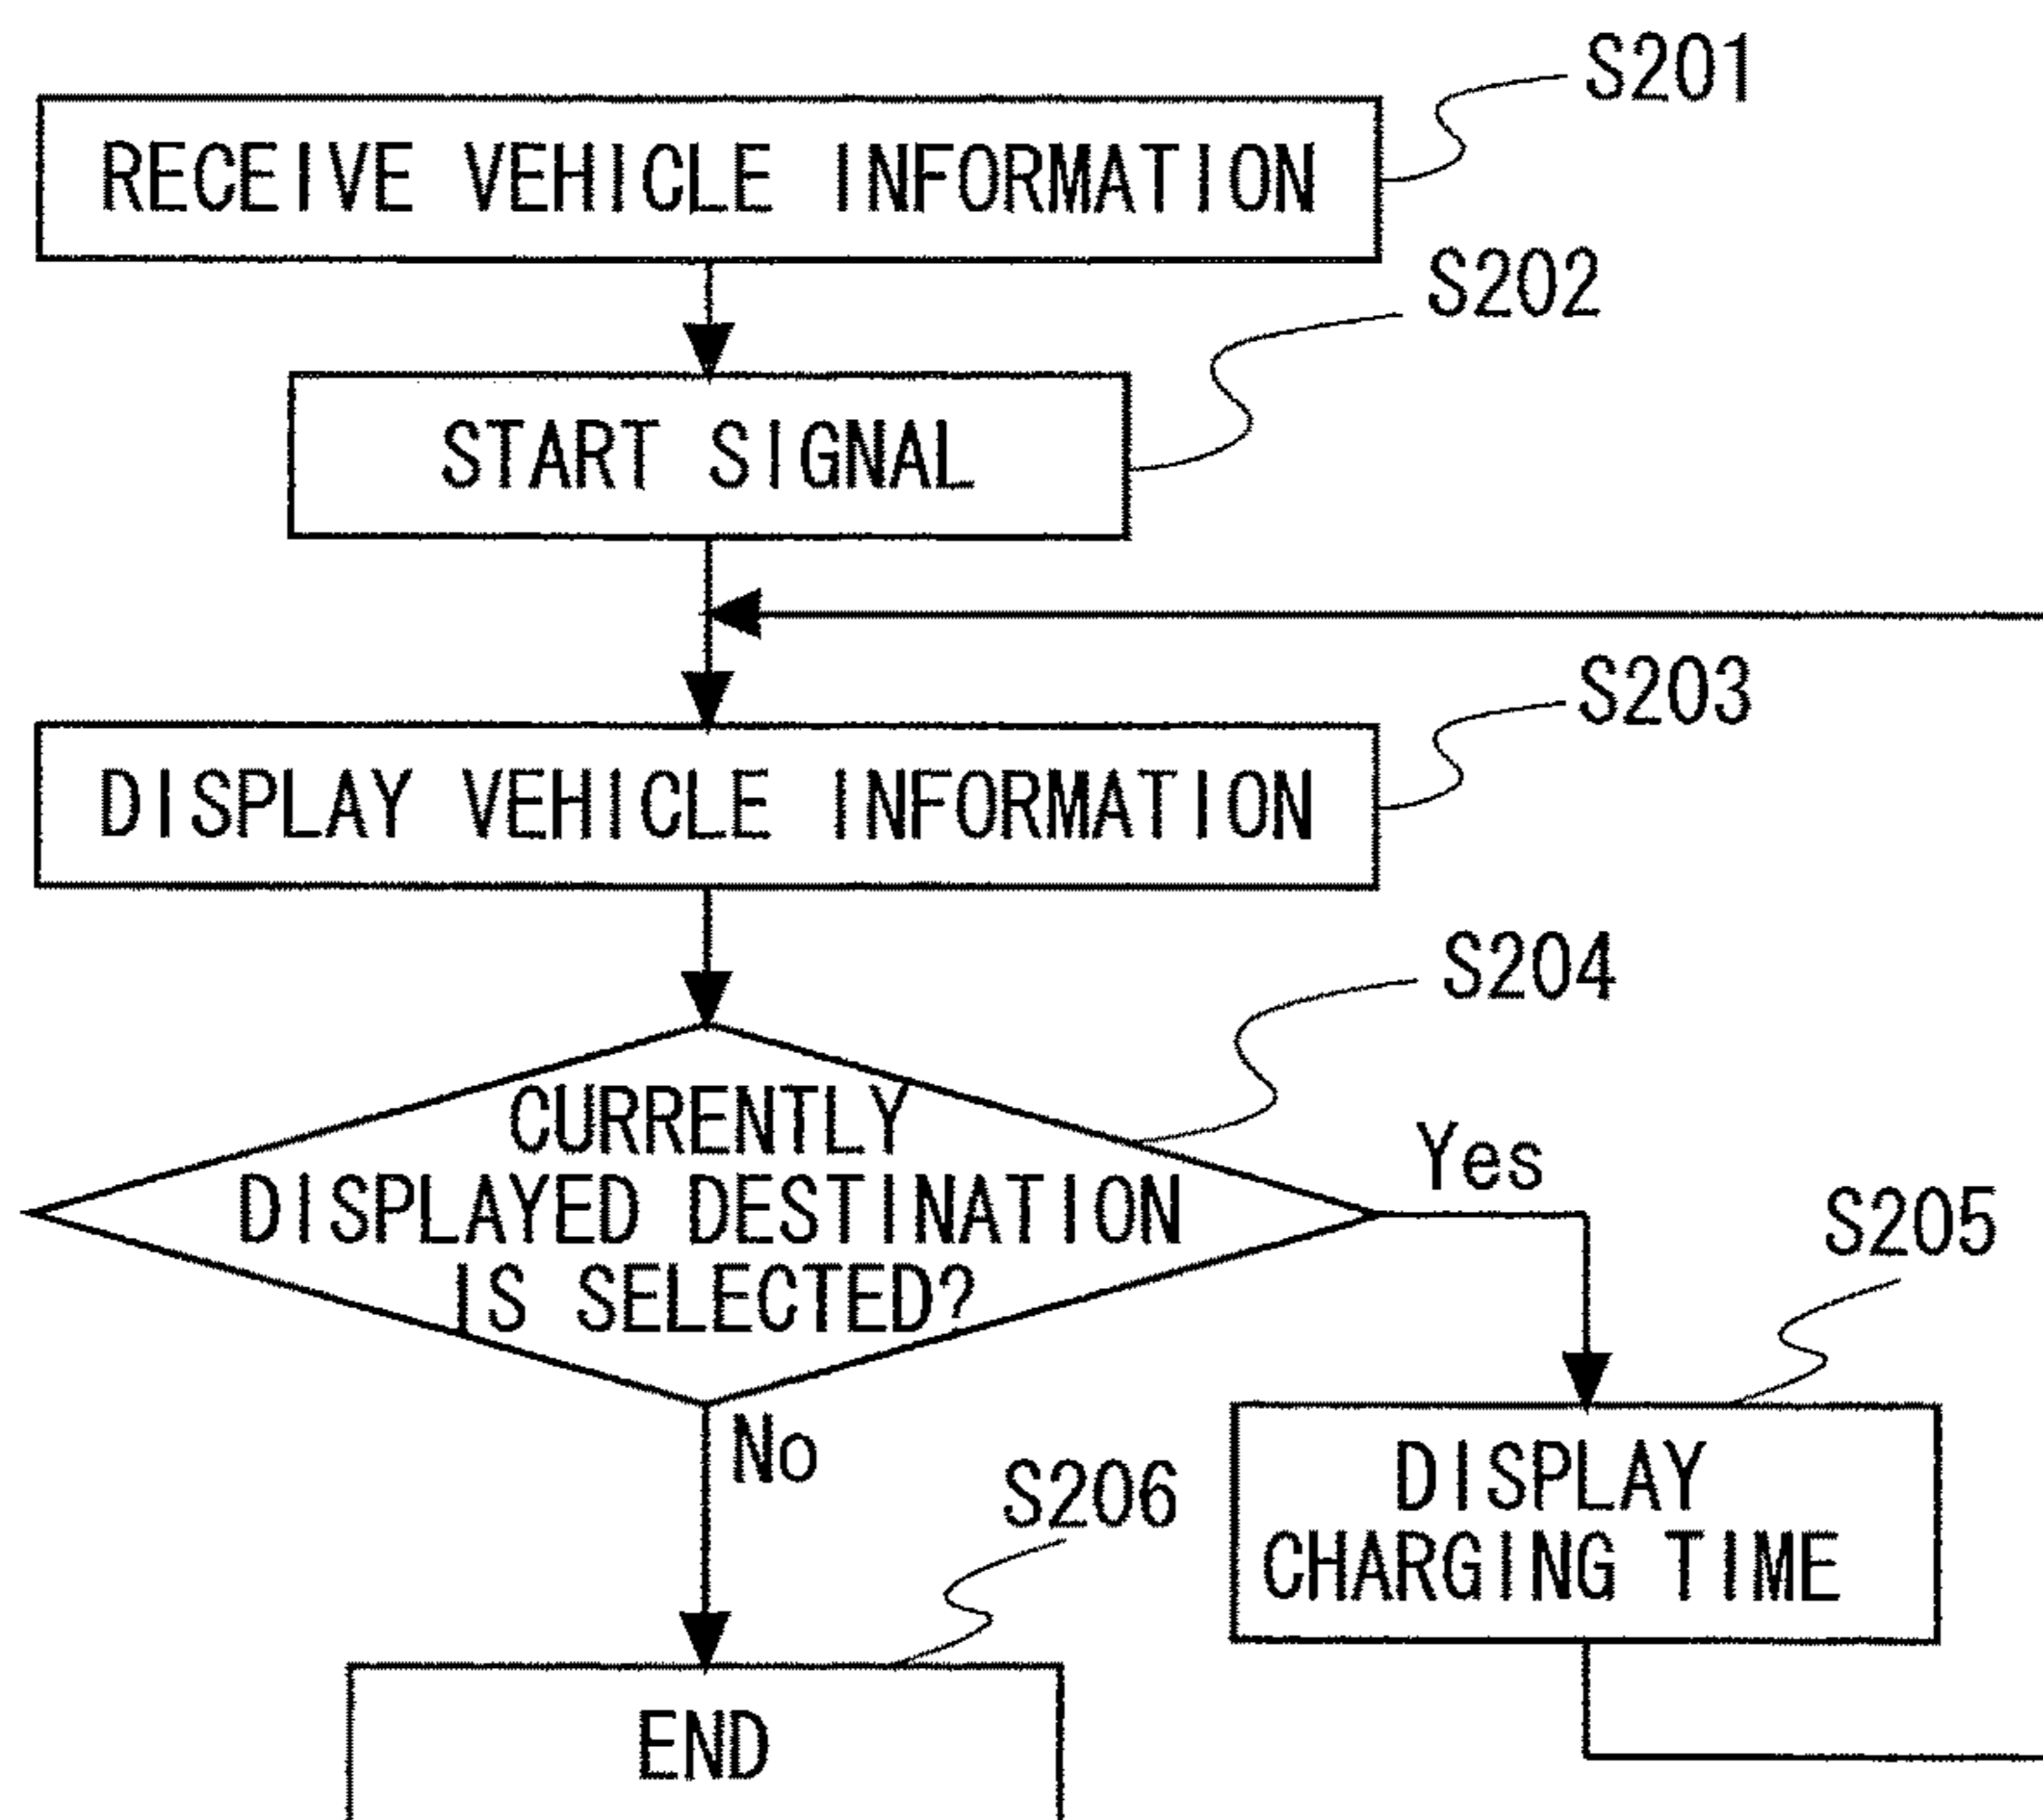 S201
RECEIVE VEHICLE INFORMATION
S202
START SIGNAL
S203
DISPLAY VEHICLE INFORMATION
S204
CURRENTLY
DISPLAYED DESTINATION
IS SELECTED?
Yes
S205
DISPLAY
CHARGING TIME
No
S206
END